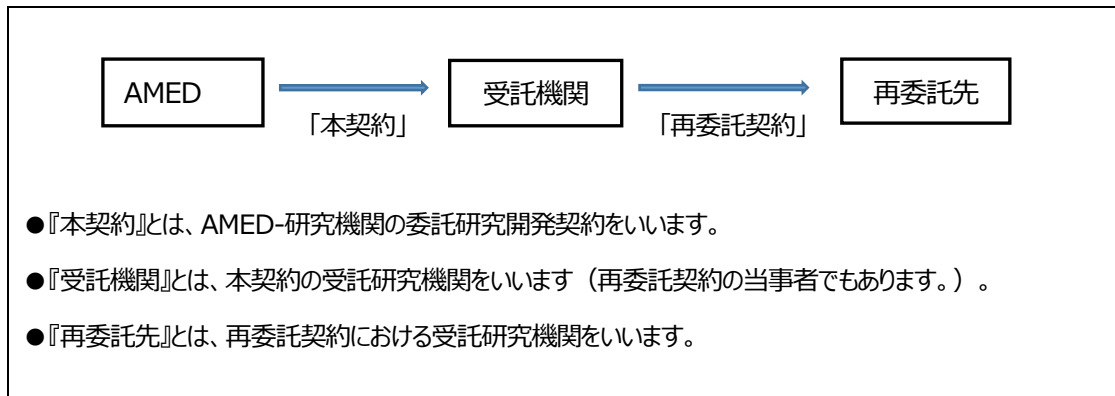 AMED 受託機関 再委託先
「本契約」 「再委託契約」
●『本契約』とは、AMED-研究機関の委託研究開発契約をいいます。
●『受託機関』とは、本契約の受託研究機関をいいます（再委託契約の当事者でもあります。）。
●『再委託先』とは、再委託契約における受託研究機関をいいます。